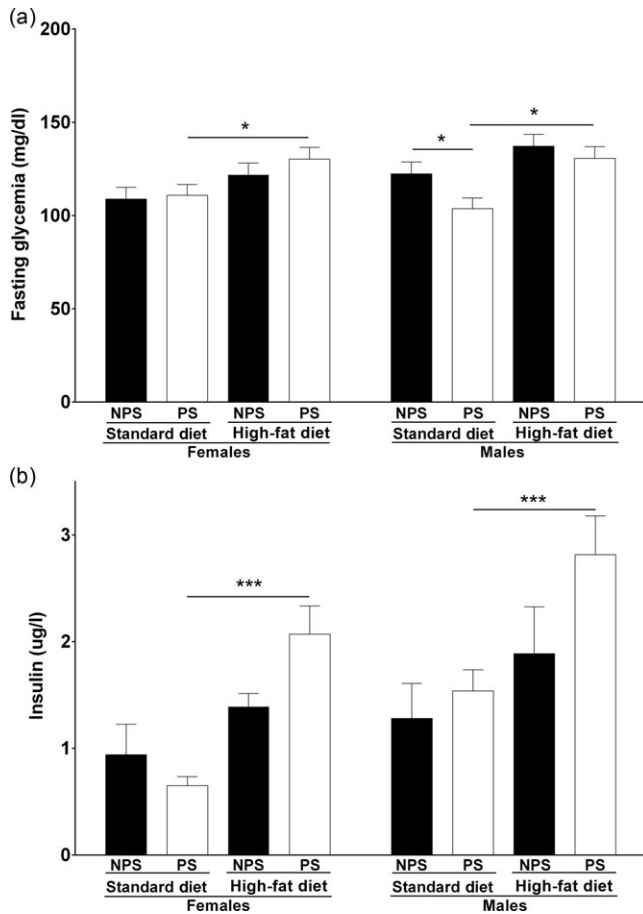 (a)
200
150
100
50
0
Fasting glycemia (mg/dl)
*
*
*
NPS PS NPS PS NPS PS NPS PS
Standard diet High-fat diet Standard diet High-fat diet
Females Males
(b)
3
2
1
0
Insulin (ug/l)
***
***
NPS PS NPS PS NPS PS NPS PS
Standard diet High-fat diet Standard diet High-fat diet
Females Males